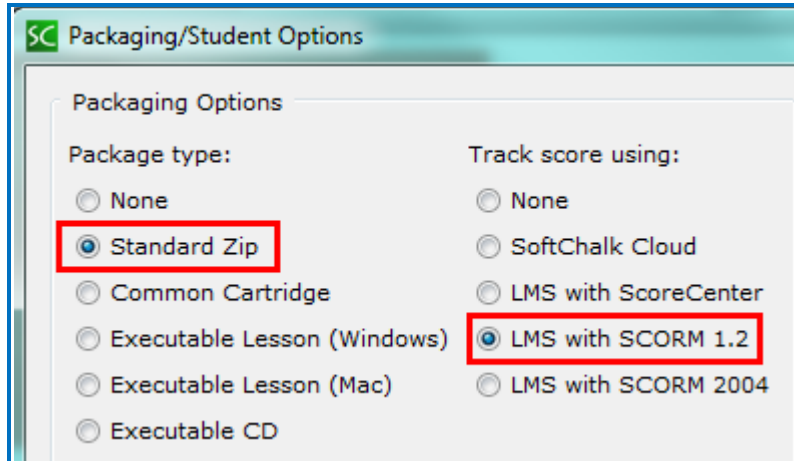 SC Packaging/Student Options
Packaging Options
Package type:
None
Standard Zip
Common Cartridge
Executable Lesson (Windows)
Executable Lesson (Mac)
Executable CD
Track score using:
None
SoftChalk Cloud
LMS with ScoreCenter
LMS with SCORM 1.2
LMS with SCORM 2004